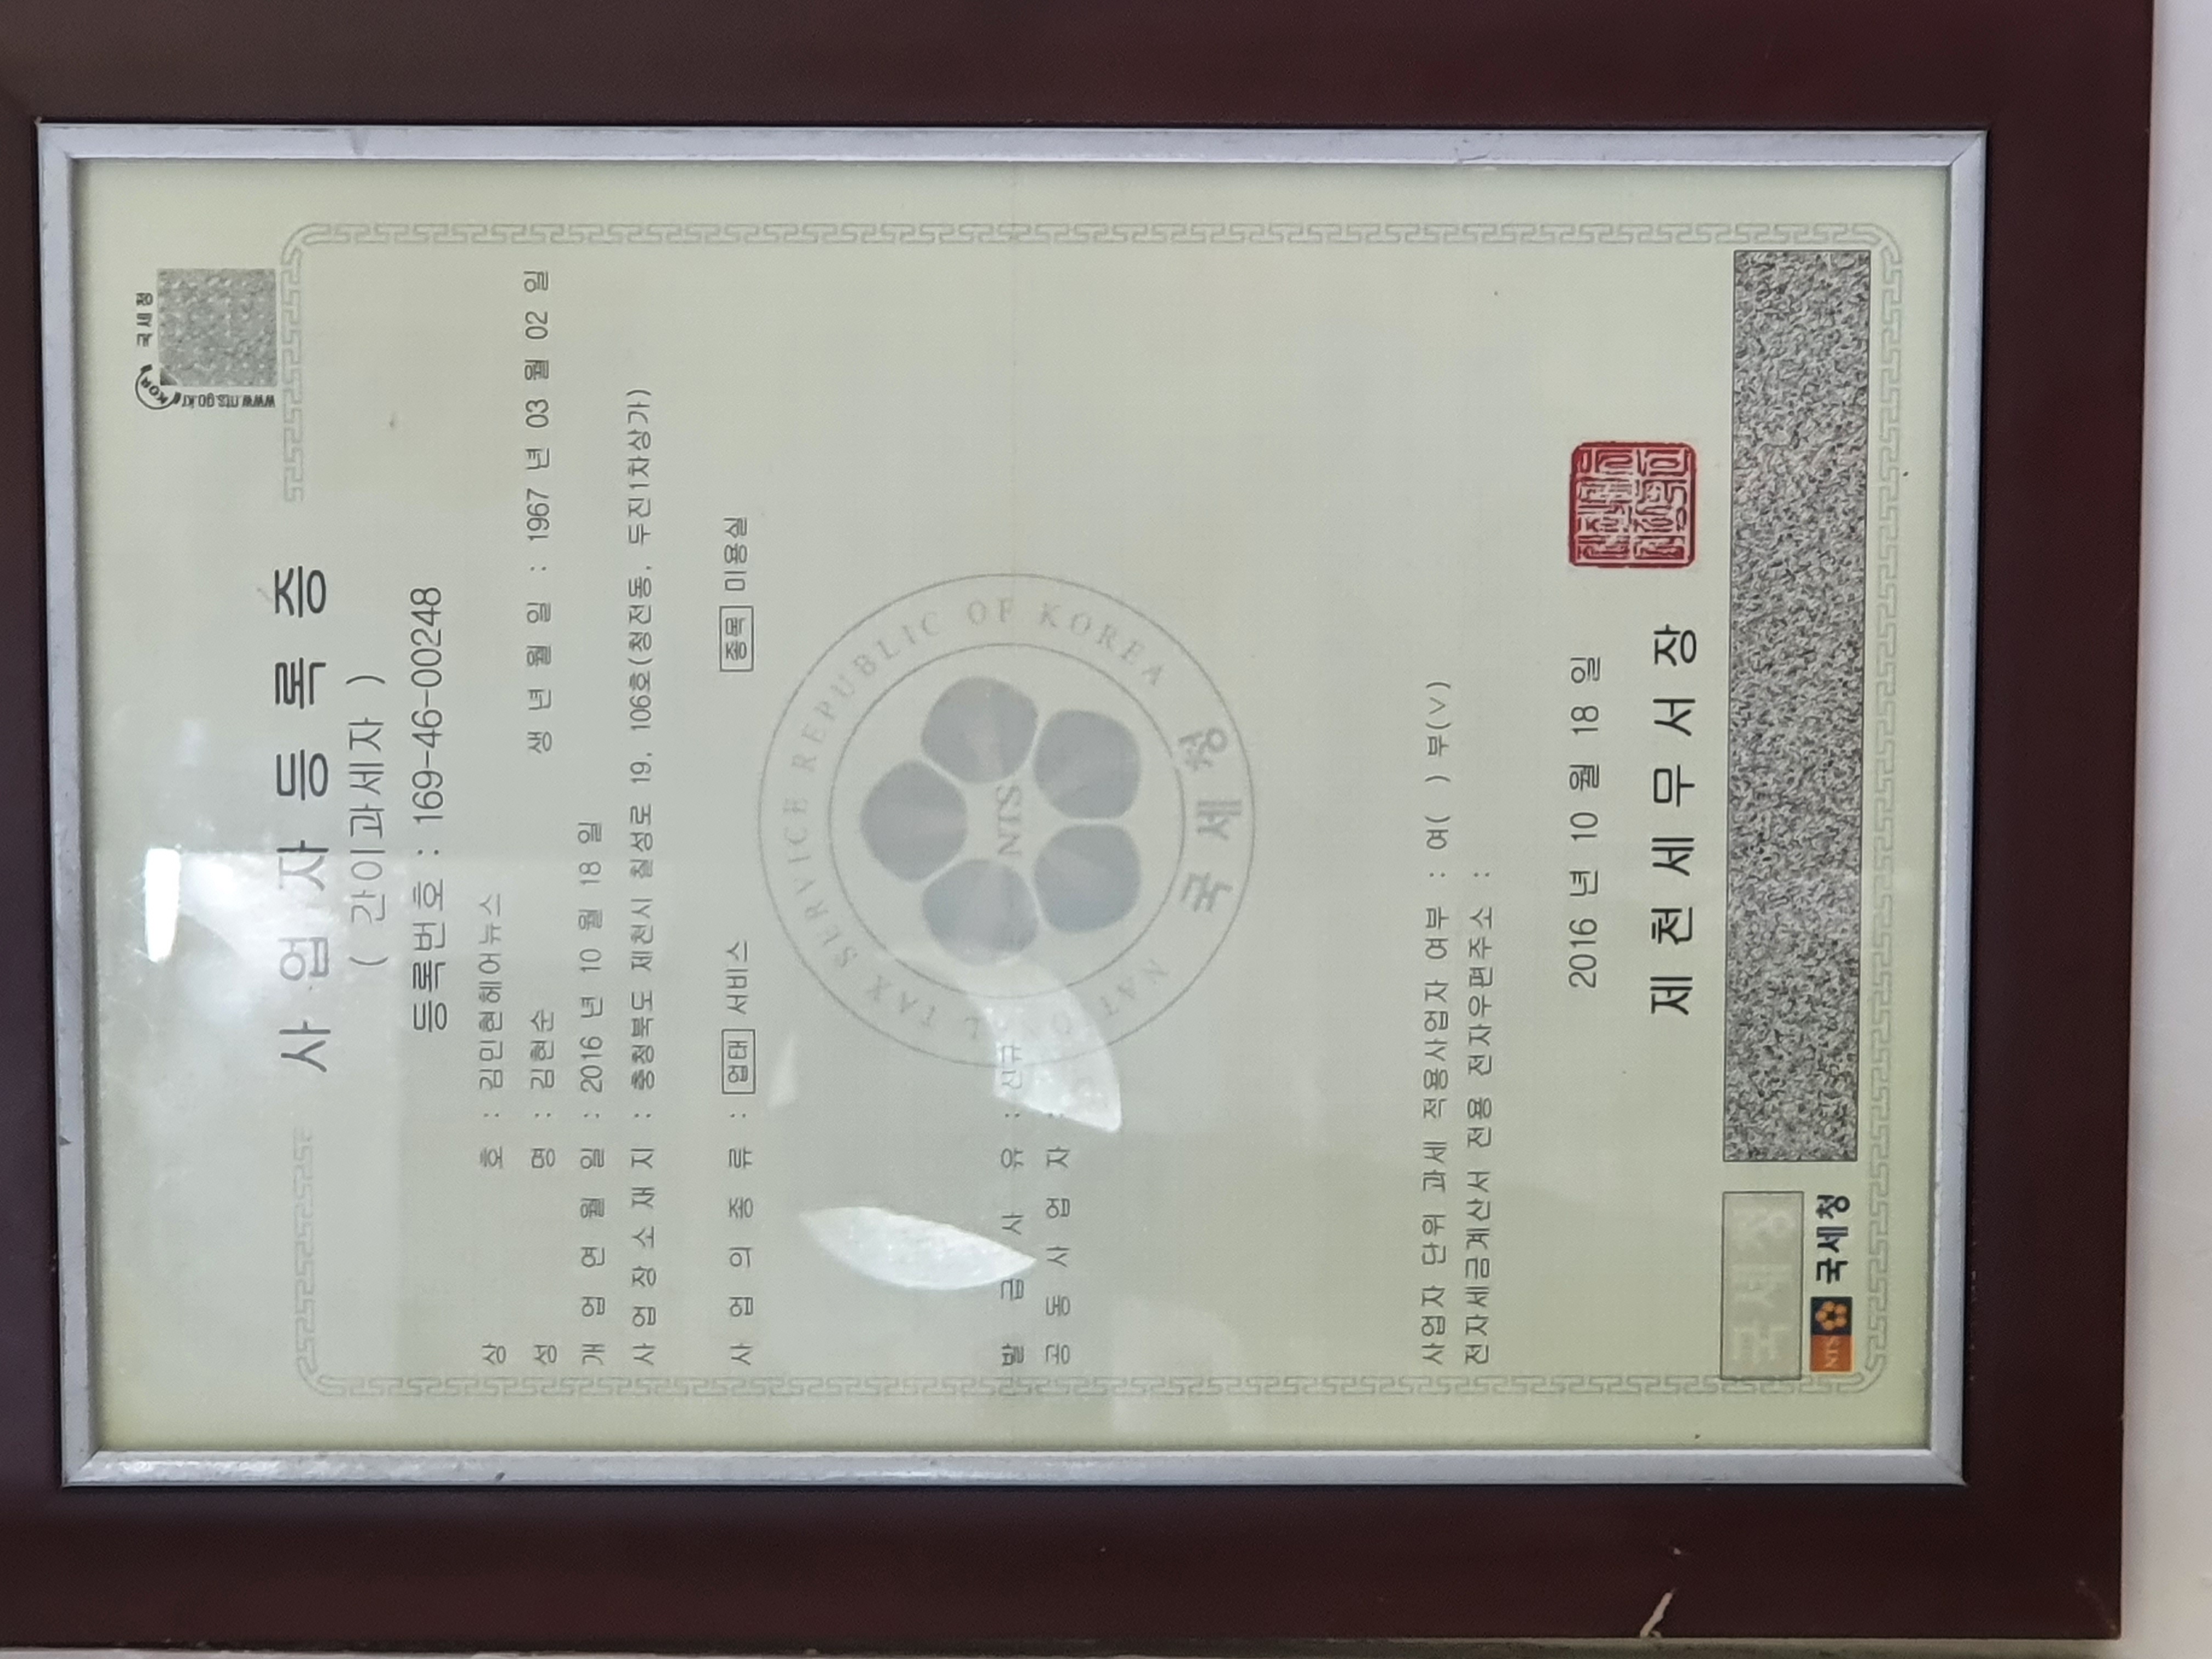 국세청
KOR
www.nts.go.kr
사업자등록증
( 간이과세자 )
등록번호 : 169-46-00248
상 호 : 김민현헤어뉴스
성 명 : 김현순 생 년 월 일 : 1967 년 03 월 02 일
개 업 연 월 일 : 2016 년 10 월 18 일
사 업 장 소 재 지 : 충청북도 제천시 칠성로 19, 106호(청전동, 두진1차상가)
사 업 의 종 류 : 업태 서비스 종목 미용실
NATIONAL TAX SERVICE REPUBLIC OF KOREA
NTS
국세청
발 급 사 유 : 신규
공 동 사 업 자 :
사업자 단위 과세 적용사업자 여부 : 여( ) 부(∨)
전자세금계산서 전용 전자우편주소 :
2016 년 10 월 18 일
제 천 세 무 서 장
국세청
NTS 국세청